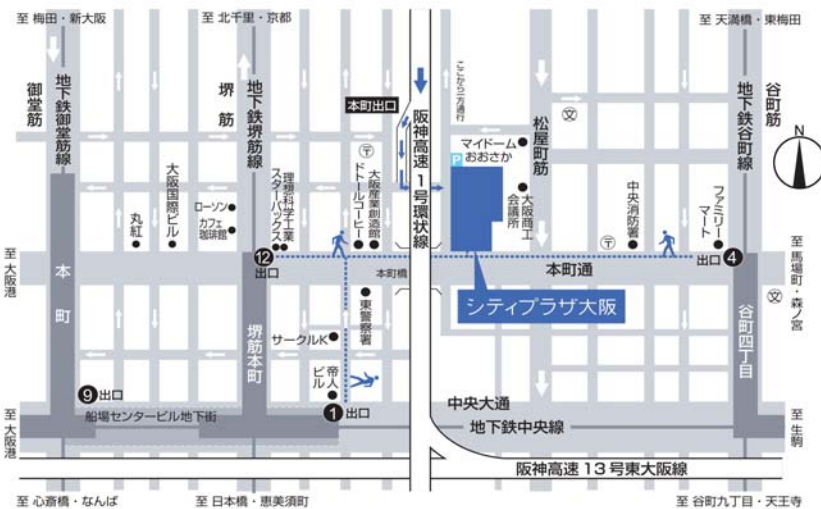 至 梅田・新大阪
至 北千里・京都
至 天満橋・東梅田
御堂筋
地下鉄御堂筋線
堺筋
地下鉄堺筋線
本町出口
阪神高速1号環状線
ここから一方通行
松屋町筋
文
地下鉄谷町線
谷町筋
N
〒
マイドーム
おおさか
P
大阪商工
会議所
中央消防署
〒
ファミリー
マート
丸紅
大阪国際ビル
ローソン
カフェ
珈琲館
理想科学工業
スターバックス
ドトールコーヒー
大阪産業創造館
至 大阪港
12
出口
本町橋
本町通
出口
4
至 馬場町・森ノ宮
シティプラザ大阪
文
本町
堺筋本町
谷町四丁目
東警察署
サークルK
帝人
ビル
9
出口
1
出口
船場センタービル地下街
中央大通
地下鉄中央線
至 大阪港
至 生駒
阪神高速13号東大阪線
至 心斎橋・なんば
至 日本橋・恵美須町
至 谷町九丁目・天王寺